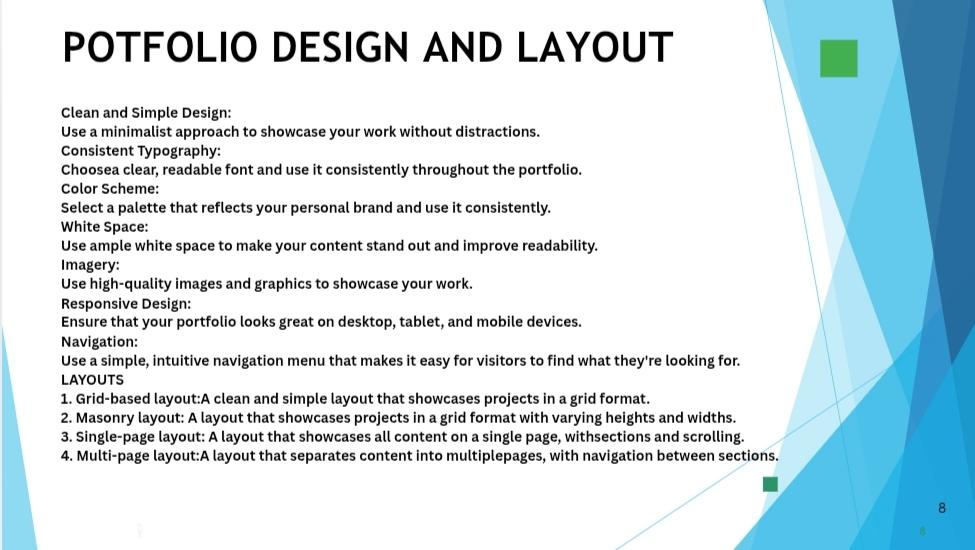 POTFOLIO DESIGN AND LAYOUT
Clean and Simple Design:
Use a minimalist approach to showcase your work without distractions.
Consistent Typography:
Choosea clear, readable font and use it consistently throughout the portfolio.
Color Scheme:
Select a palette that reflects your personal brand and use it consistently.
White Space:
Use ample white space to make your content stand out and improve readability.
Imagery:
Use high-quality images and graphics to showcase your work.
Responsive Design:
Ensure that your portfolio looks great on desktop, tablet, and mobile devices.
Navigation:
Use a simple, intuitive navigation menu that makes it easy for visitors to find what they're looking for.
LAYOUTS
1. Grid-based layout:A clean and simple layout that showcases projects in a grid format.
2. Masonry layout: A layout that showcases projects in a grid format with varying heights and widths.
3. Single-page layout: A layout that showcases all content on a single page, withsections and scrolling.
4. Multi-page layout:A layout that separates content into multiplepages, with navigation between sections.
8
8